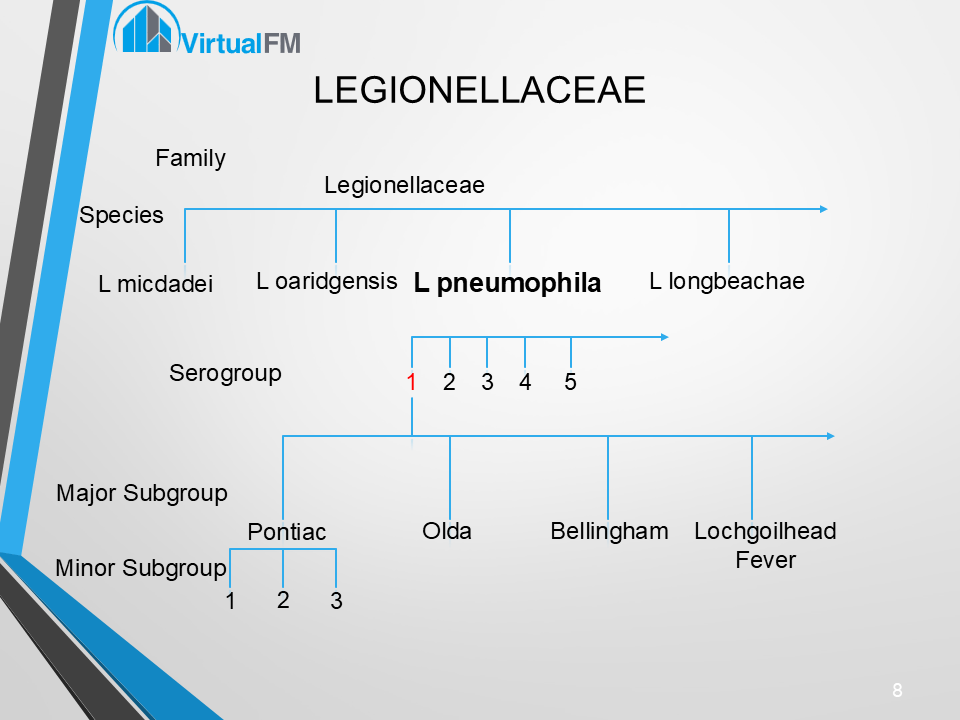 VirtualFM
LEGIONELLACEAE
Family
Legionellaceae
Species
L micdadei
L oaridgensis
L pneumophila
L longbeachae
Serogroup
1 2 3 4 5
Major Subgroup
Pontiac
Olda
Bellingham
Lochgoilhead
Fever
Minor Subgroup
1 2 3
8